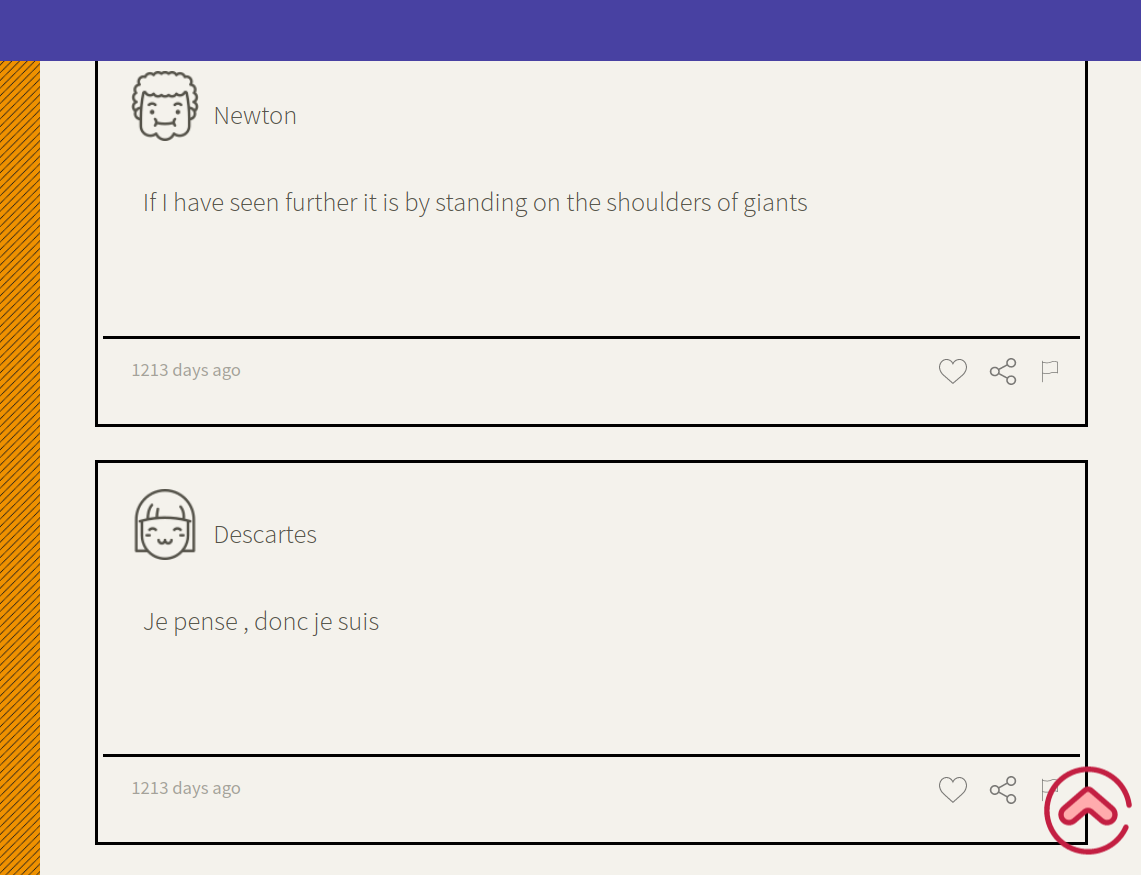 Newton
If I have seen further it is by standing on the shoulders of giants
1213 days ago
Descartes
Je pense , donc je suis
1213 days ago